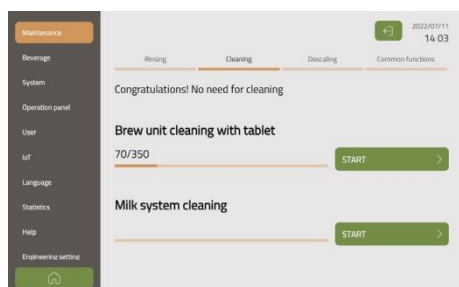 Maintenance
Beverage
System
Operation panel
User
IoT
Language
Statistics
Help
Engineering setting
2022/07/11
14 03
Rinsing Cleaning Descaling Common functions
Congratulations! No need for cleaning
Brew unit cleaning with tablet
70/350
START
Milk system cleaning
START